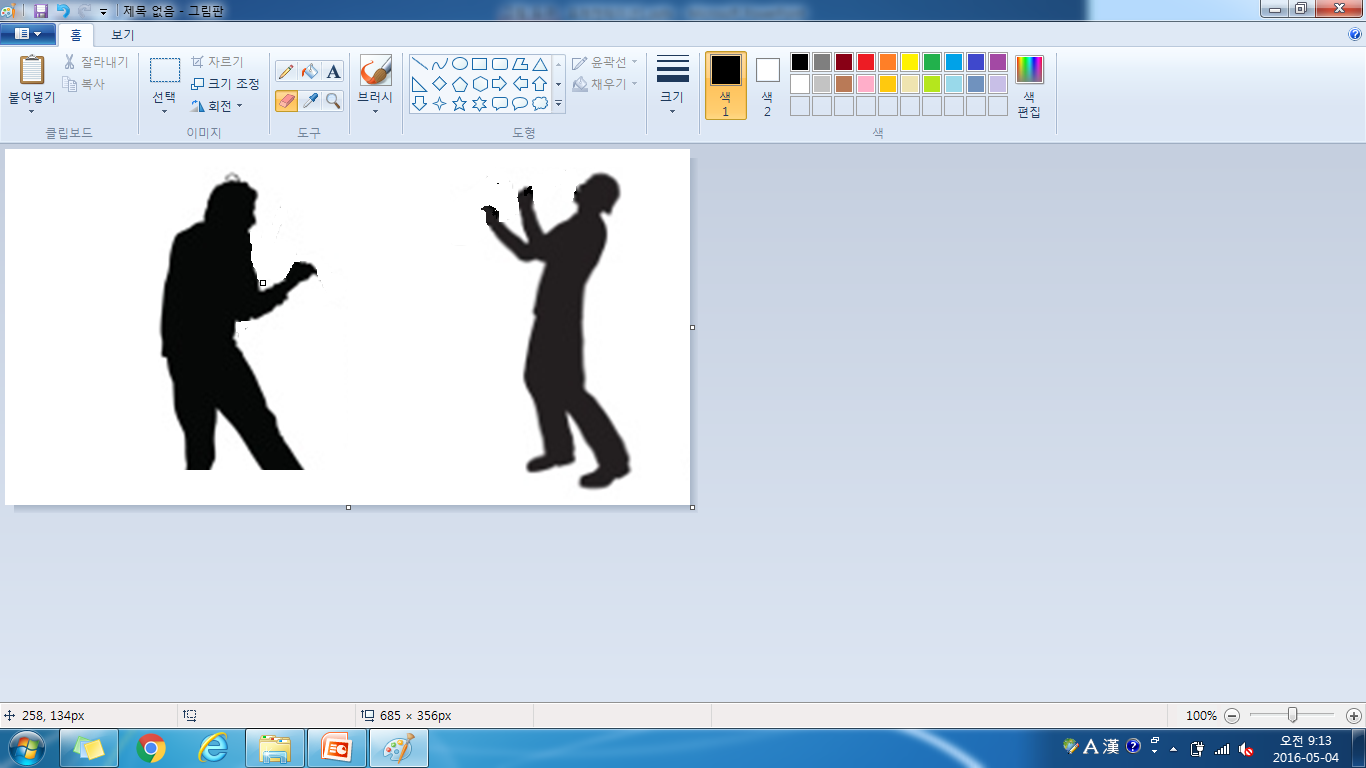 제목 없음 - 그림판
홈
보기
붙여넣기
잘라내기
복사
클립보드
선택
자르기
크기 조정
회전
이미지
A
도구
브러시
윤곽선
채우기
도형
크기
색
1
색
2
색
편집
색
258, 134px
685 × 356px
100%
A 漢
오전 9:13
2016-05-04